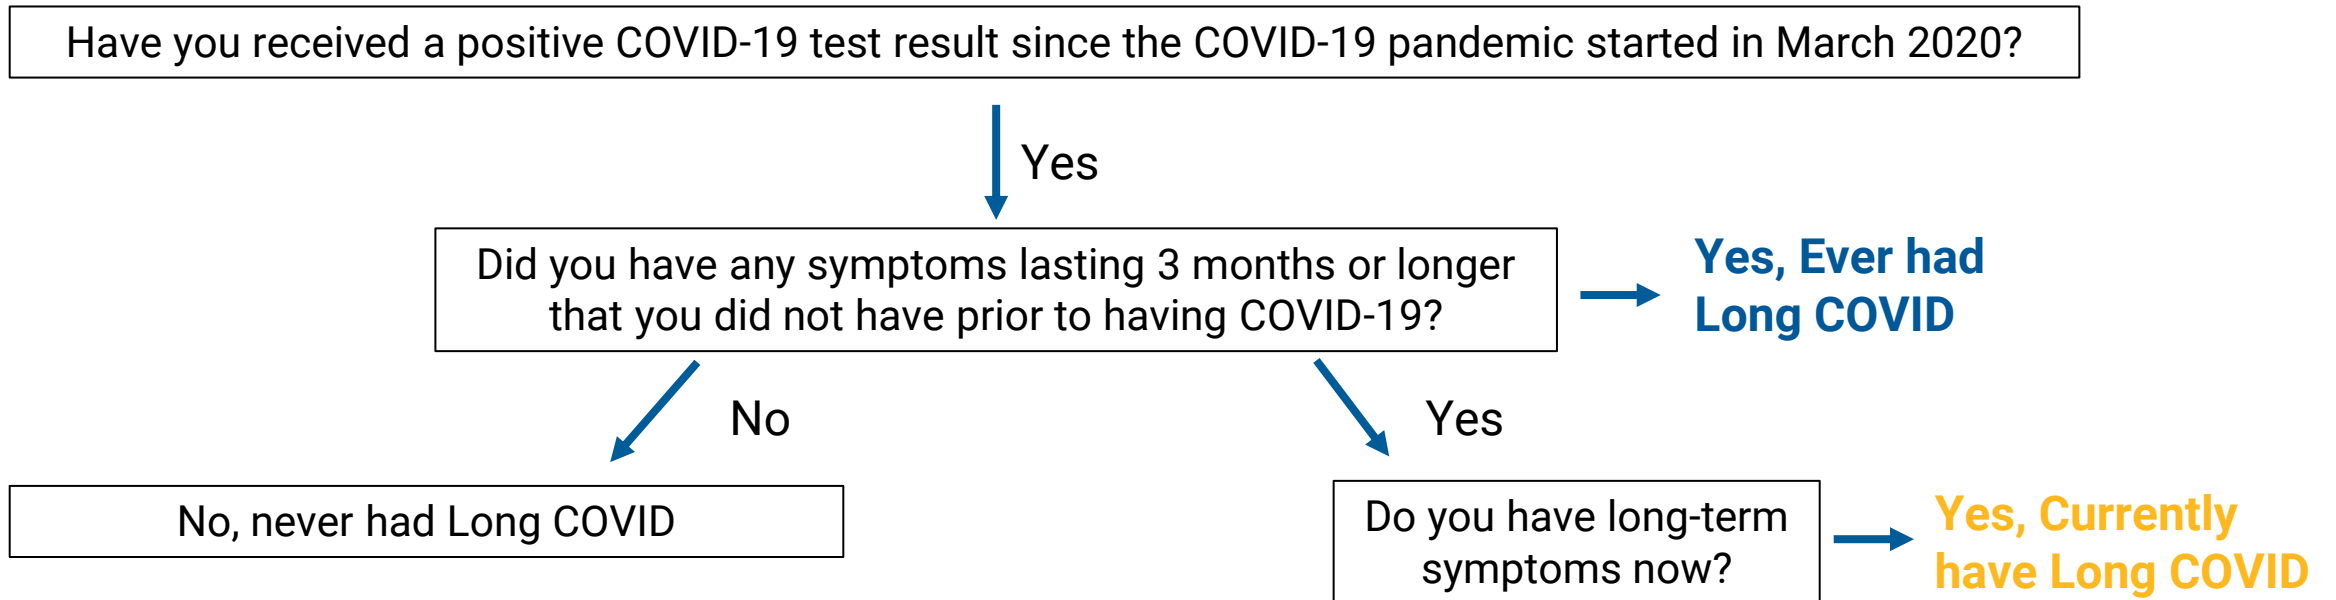 Have you received a positive COVID-19 test result since the COVID-19 pandemic started in March 2020?
Yes
Did you have any symptoms lasting 3 months or longer
that you did not have prior to having COVID-19?
Yes, Ever had
Long COVID
No
Yes
No, never had Long COVID
Do you have long-term
symptoms now?
Yes, Currently
have Long COVID